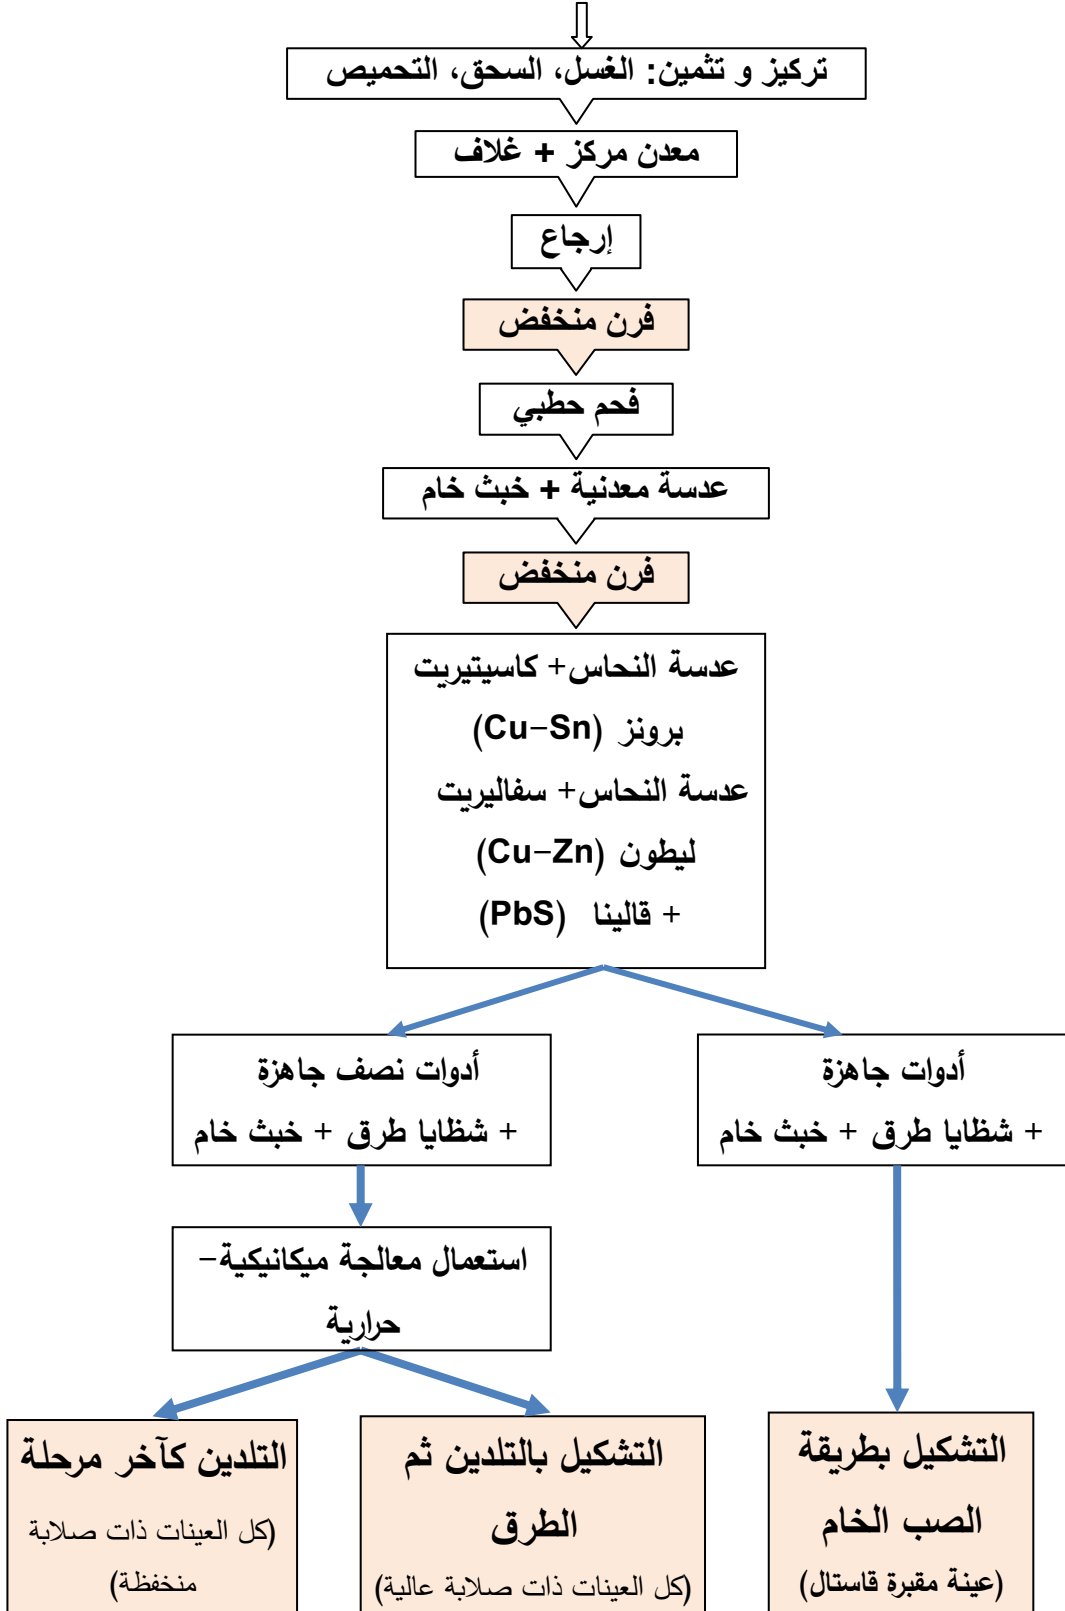 تركيز و تثمين: الغسل، السحق، التحميص
معدن مركز + غلاف
إرجاع
فرن منخفض
فحم حطبي
عدسة معدنية + خبث خام
فرن منخفض
عدسة النحاس+ كاسيتيريت
برونز (Cu–Sn)
عدسة النحاس+ سفاليريت
ليطون (Cu–Zn)
+ قالينا (PbS)
أدوات جاهزة
+ شظايا طرق + خبث خام
أدوات نصف جاهزة
+ شظايا طرق + خبث خام
استعمال معالجة ميكانيكية–
حرارية
التشكيل بطريقة
الصب الخام
(عينة مقبرة قاستال)
التشكيل بالتلدين ثم
الطرق
(كل العينات ذات صلابة عالية)
التلدين كآخر مرحلة
(كل العينات ذات صلابة
منخفظة)